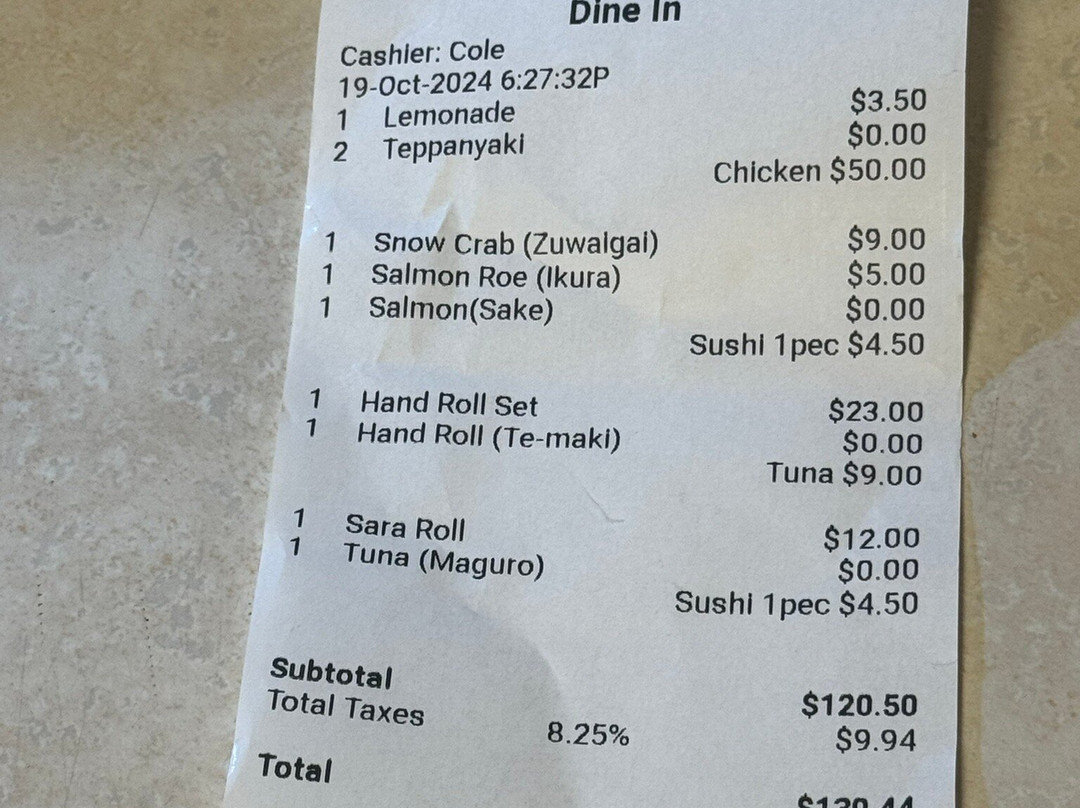 Dine In
Cashier: Cole
19-Oct-2024 6:27:32P
1 Lemonade $3.50
2 Teppanyaki $0.00
Chicken $50.00
1 Snow Crab (Zuwaigai) $9.00
1 Salmon Roe (Ikura) $5.00
1 Salmon(Sake) $0.00
Sushi 1pec $4.50
1 Hand Roll Set $23.00
1 Hand Roll (Te-maki) $0.00
Tuna $9.00
1 Sara Roll $12.00
1 Tuna (Maguro) $0.00
Sushi 1pec $4.50
Subtotal $120.50
Total Taxes 8.25% $9.94
Total $130.44